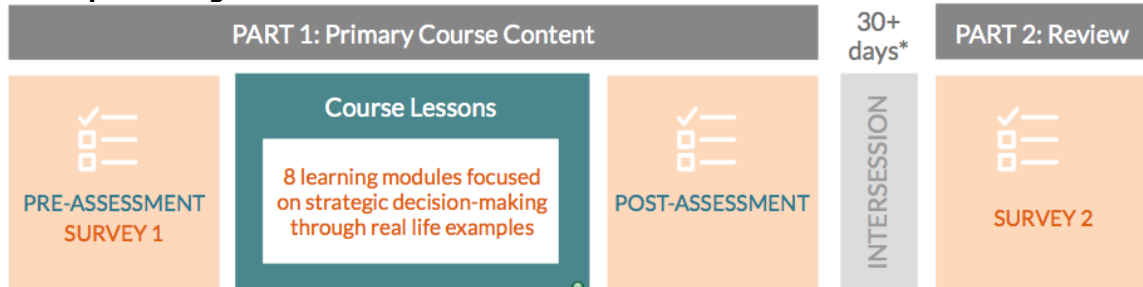 PART 1: Primary Course Content
30+
days*
PART 2: Review
PRE-ASSESSMENT
SURVEY 1
Course Lessons
8 learning modules focused
on strategic decision-making
through real life examples
POST-ASSESSMENT
INTERSESSION
SURVEY 2